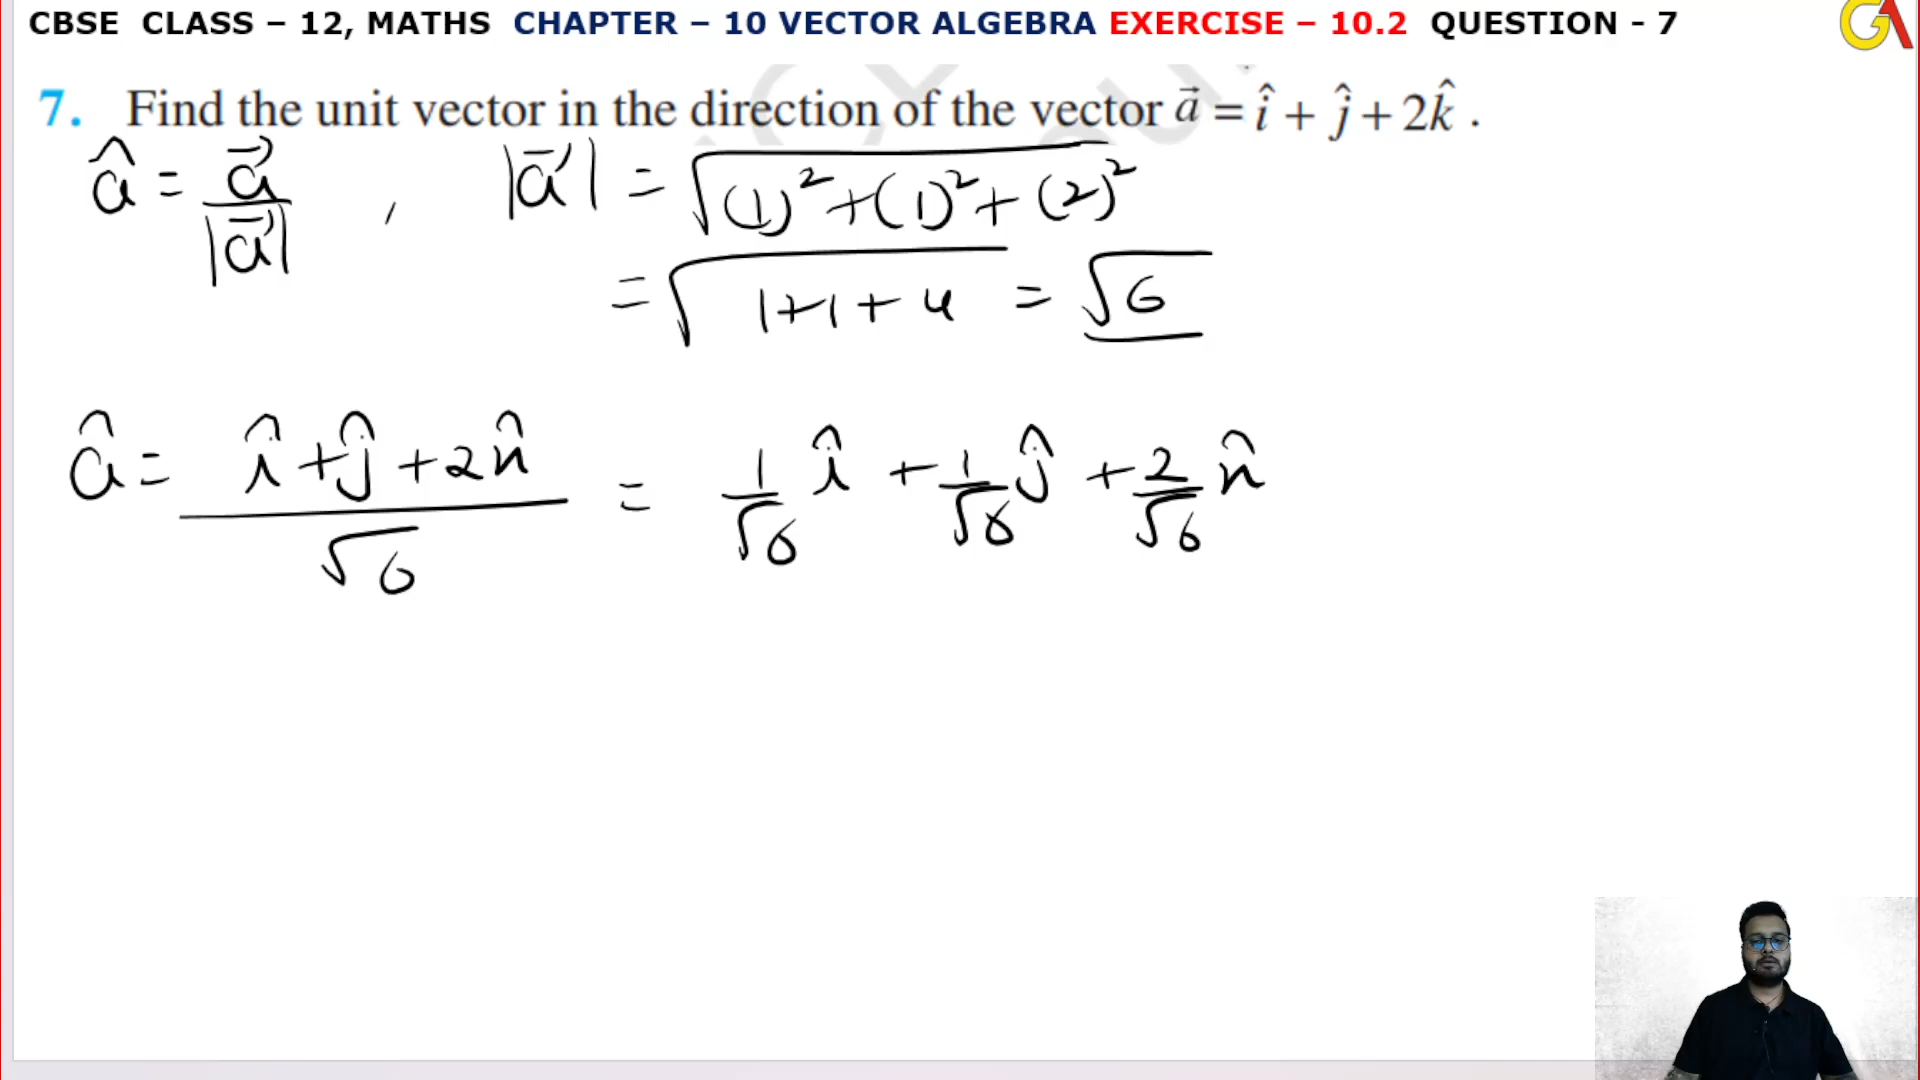 CBSE CLASS – 12, MATHS CHAPTER – 10 VECTOR ALGEBRA EXERCISE – 10.2 QUESTION - 7
GA
7. Find the unit vector in the direction of the vector a⃗ = î + ĵ + 2k̂ .
â = a⃗ / |a⃗| , |a⃗| = √((1)² + (1)² + (2)²)
= √(1+1+4) = √6
â = (î + ĵ + 2k̂) / √6 = 1/√6 î + 1/√6 ĵ + 2/√6 k̂